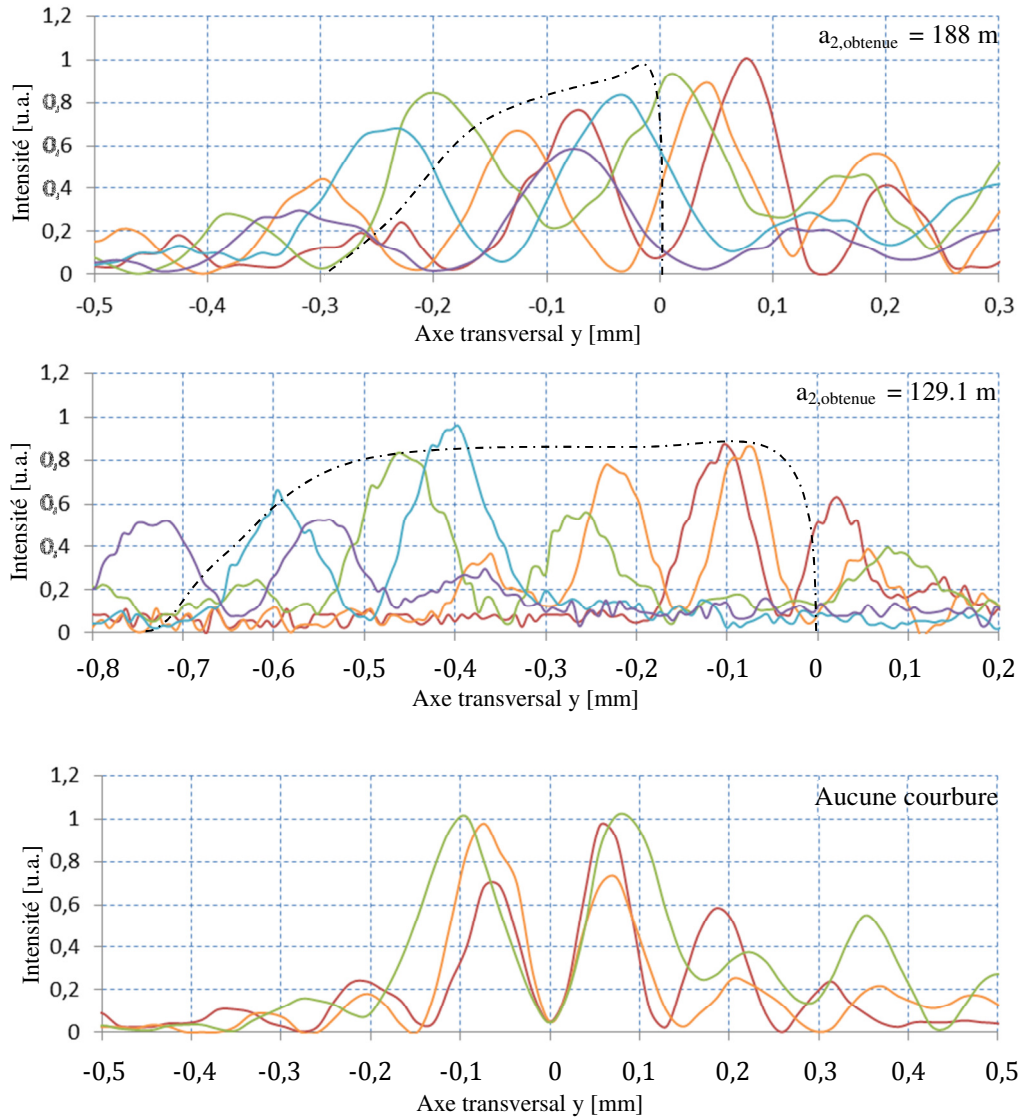 1,2
a2,obtenue = 188 m
1
0,
0,
0,4
0,2
0
Intensité [u.a.]
-0,5 -0,4 -0,3 -0,2 -0,1 0 0,1 0,2 0,3
Axe transversal y [mm]
1,2
a2,obtenue = 129.1 m
1
0,
0,
0,4
0,2
0
Intensité [u.a.]
-0,8 -0,7 -0,6 -0,5 -0,4 -0,3 -0,2 -0,1 0 0,1 0,2
Axe transversal y [mm]
1,2
Aucune courbure
1
0,8
0,6
0,4
0,2
0
Intensité [u.a.]
-0,5 -0,4 -0,3 -0,2 -0,1 0 0,1 0,2 0,3 0,4 0,5
Axe transversal y [mm]